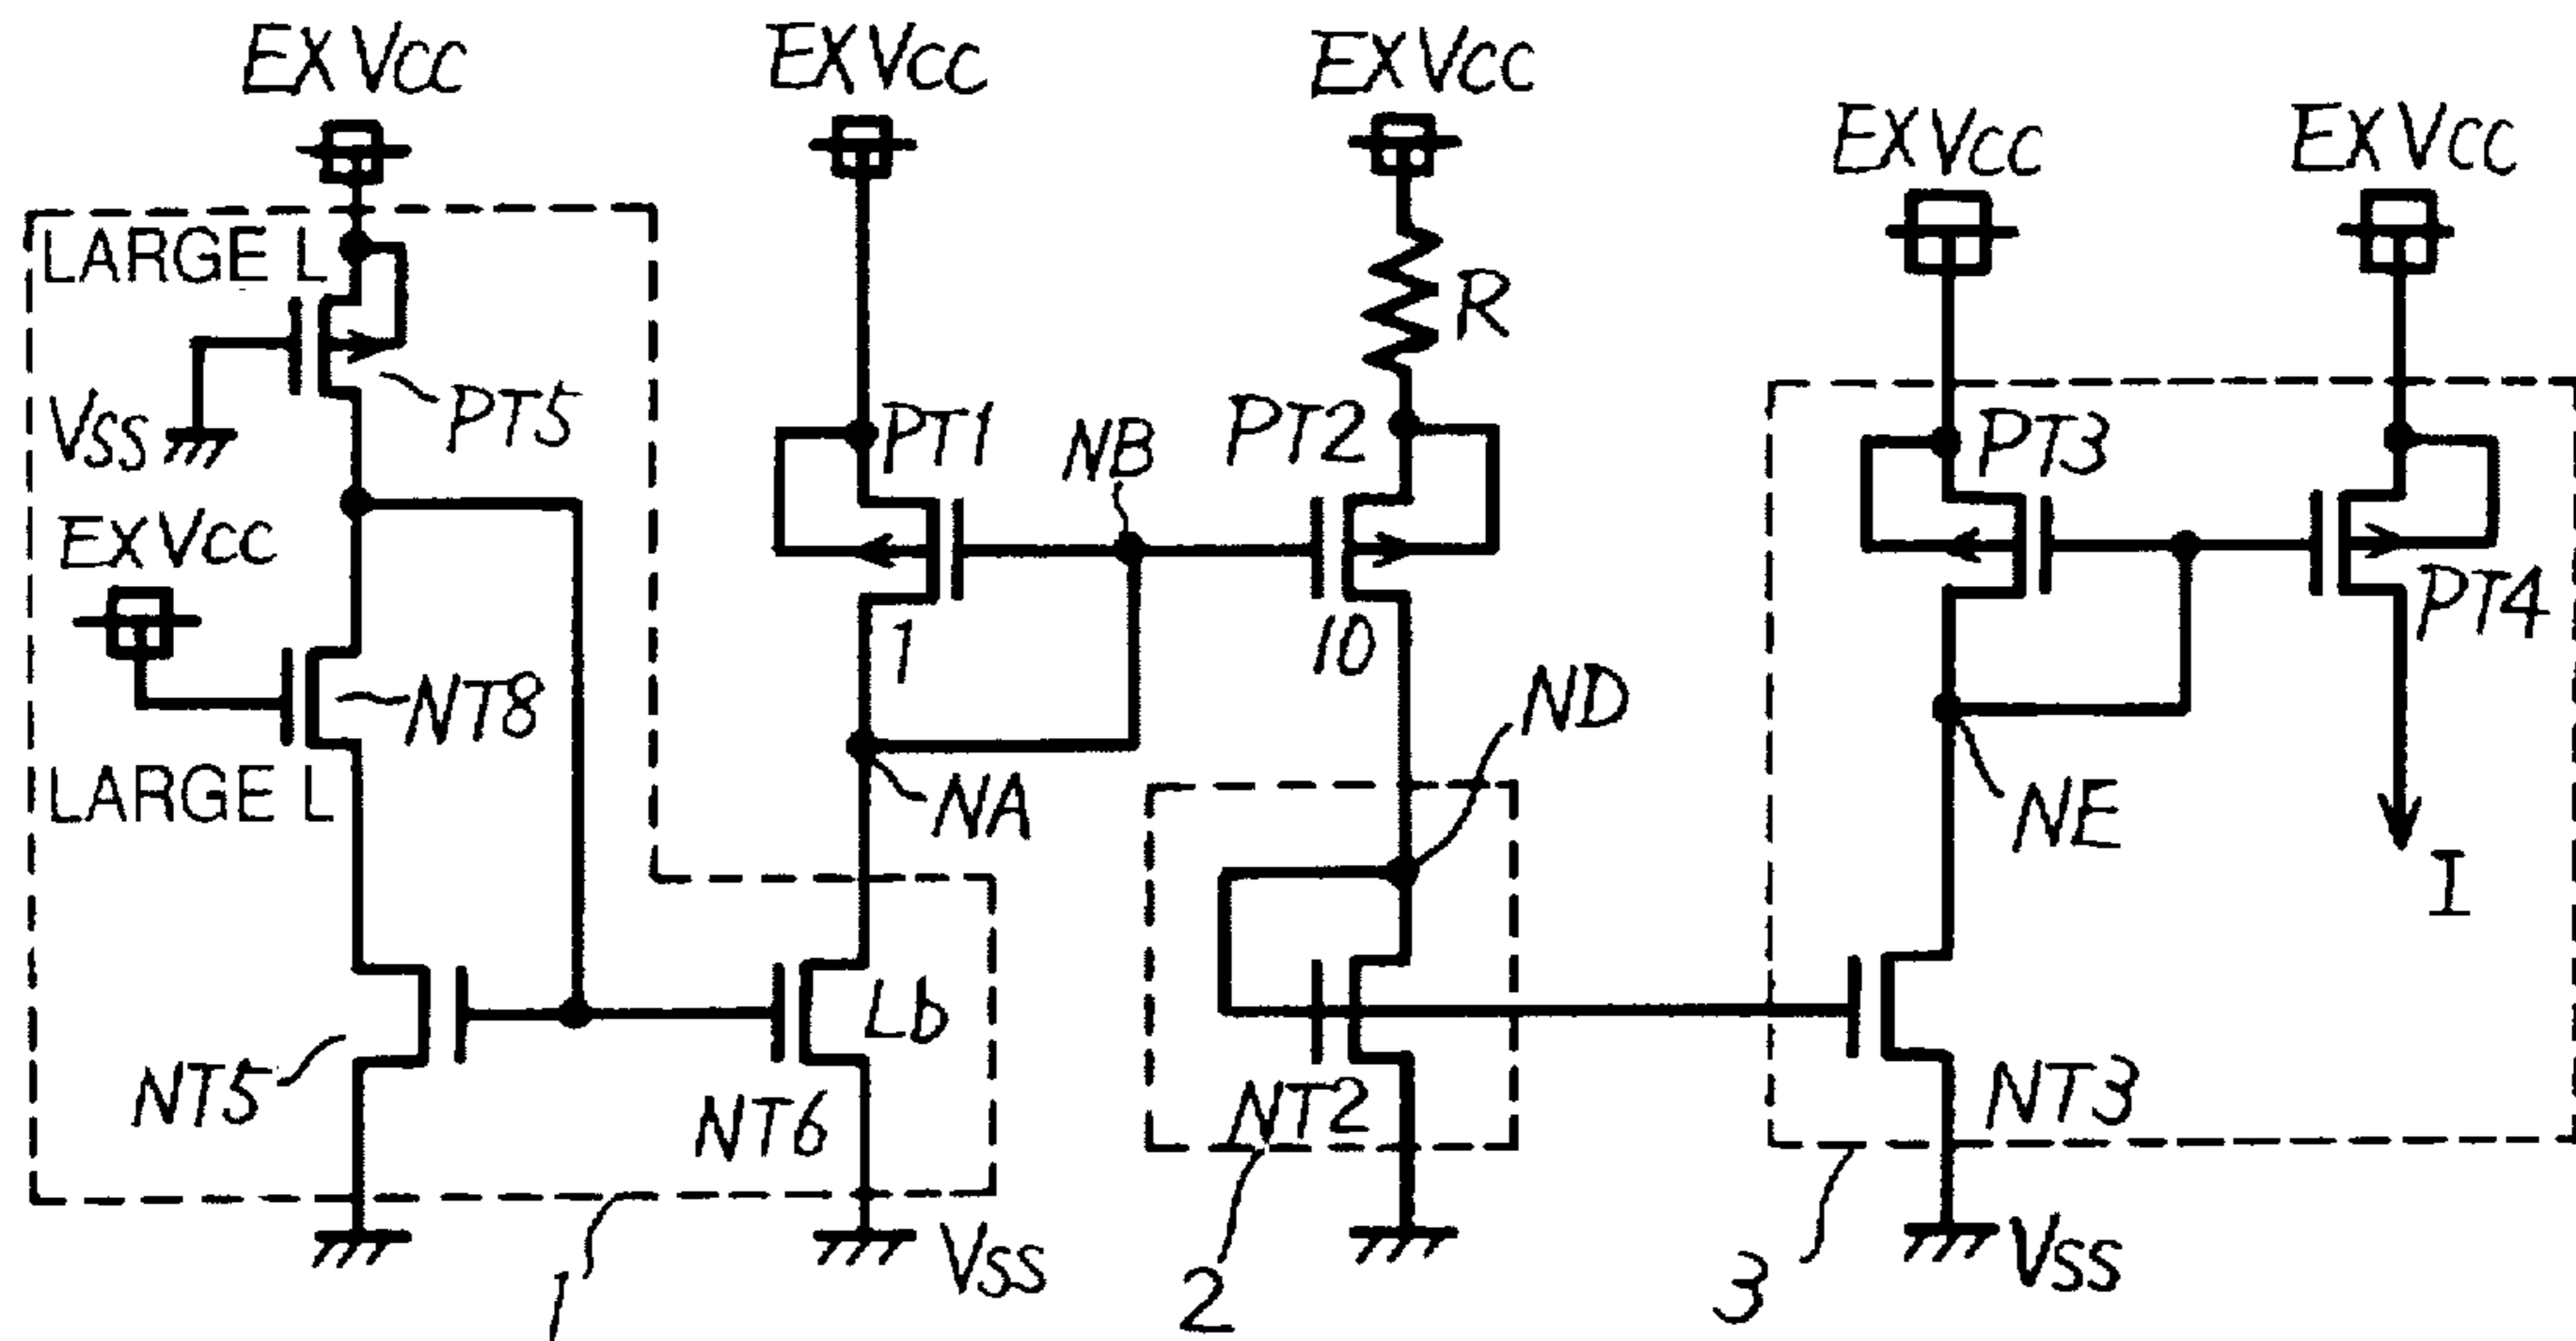 EXVcc
EXVcc
EXVcc
EXVcc
EXVcc
LARGE L
R
PT5
VSS
PT1
NB
PT2
PT3
EXVcc
PT4
1
10
NT8
ND
LARGE L
NA
NE
I
Lb
NT5
NT6
NT2
NT3
VSS
VSS
1
2
3